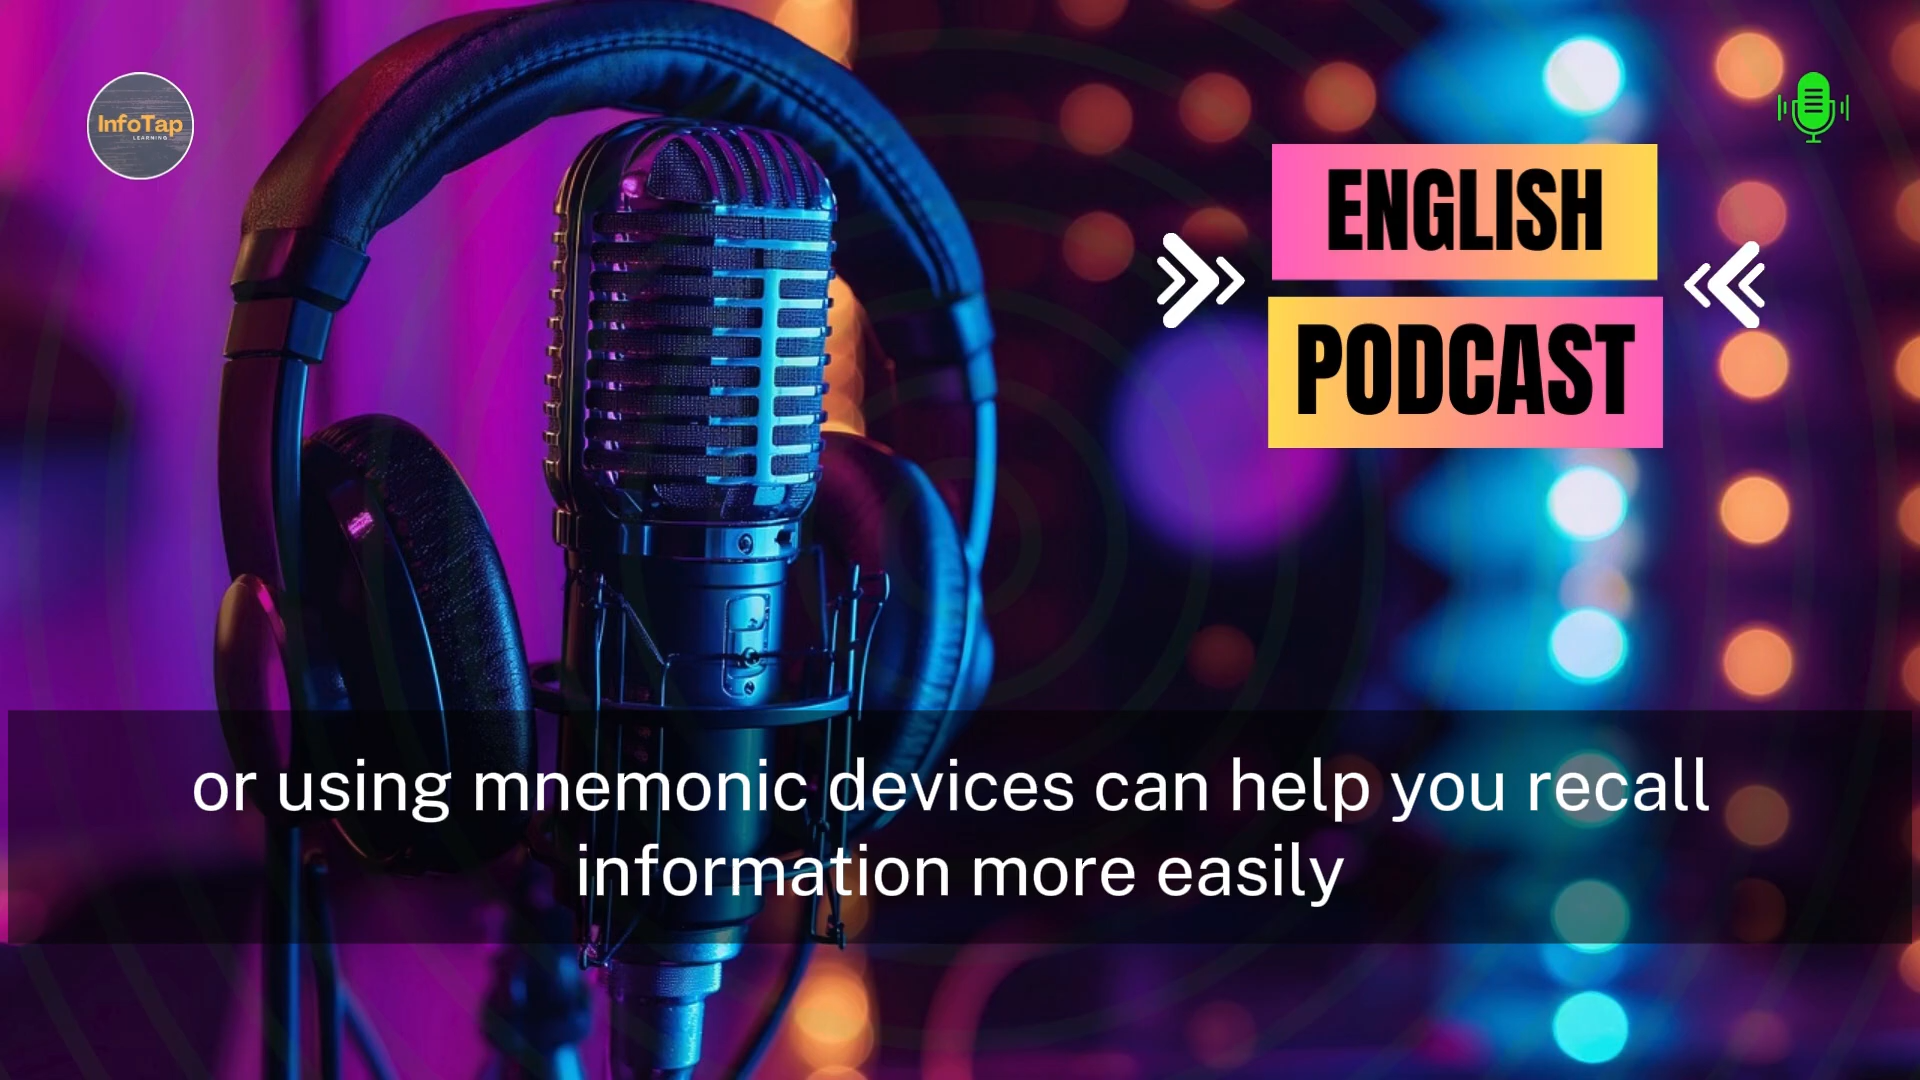 InfoTap
LEARNING
ENGLISH
PODCAST
or using mnemonic devices can help you recall
information more easily